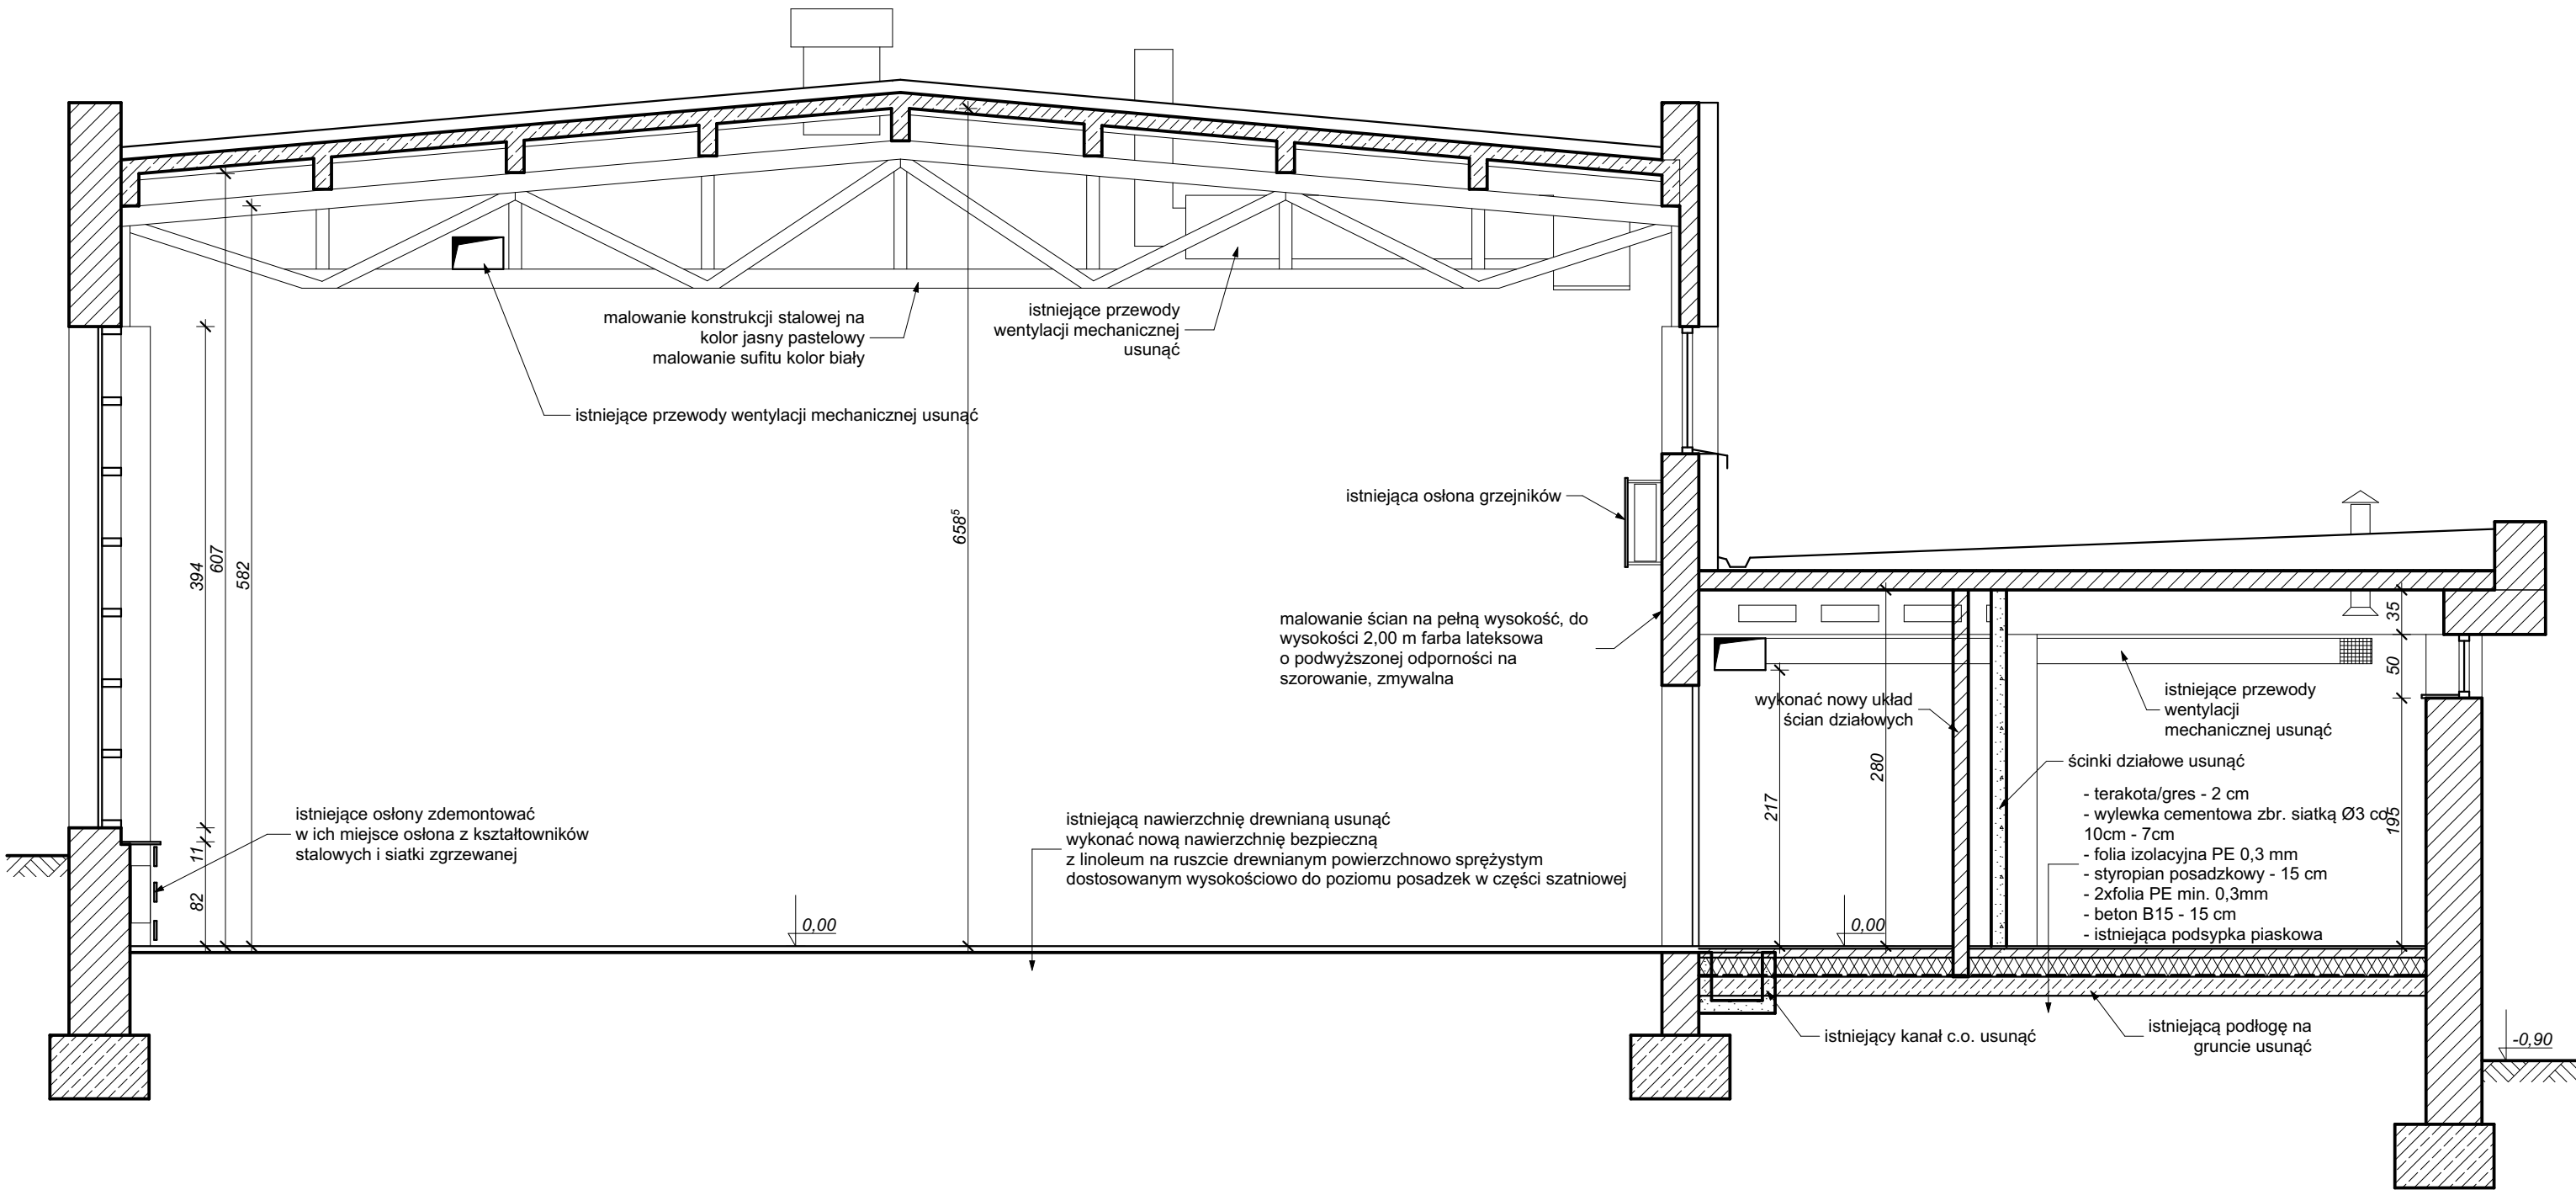 malowanie konstrukcji stalowej na
kolor jasny pastelowy
malowanie sufitu kolor biały
istniejące przewody
wentylacji mechanicznej
usunąć
istniejące przewody wentylacji mechanicznej usunąć
istniejąca osłona grzejników
394
607
582
658⁵
malowanie ścian na pełną wysokość, do
wysokości 2,00 m farba lateksowa
o podwyższonej odporności na
szorowanie, zmywalna
35
50
wykonać nowy układ
ścian działowych
istniejące przewody
wentylacji
mechanicznej usunąć
280
217
195
ścinki działowe usunąć
- terakota/gres - 2 cm
- wylewka cementowa zbr. siatką Ø3 co
10cm - 7cm
- folia izolacyjna PE 0,3 mm
- styropian posadzkowy - 15 cm
- 2xfolia PE min. 0,3mm
- beton B15 - 15 cm
- istniejąca podsypka piaskowa
istniejące osłony zdemontować
w ich miejsce osłona z kształtowników
stalowych i siatki zgrzewanej
11
82
istniejącą nawierzchnię drewnianą usunąć
wykonać nową nawierzchnię bezpieczną
z linoleum na ruszcie drewnianym powierzchnowo sprężystym
dostosowanym wysokościowo do poziomu posadzek w części szatniowej
0,00
0,00
istniejący kanał c.o. usunąć
istniejącą podłogę na
gruncie usunąć
-0,90